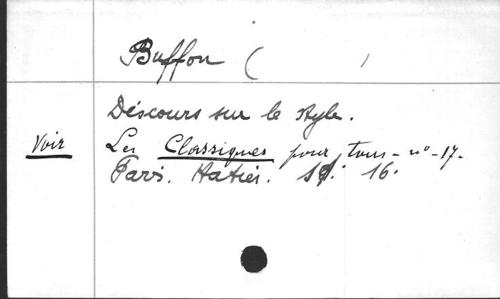 Buffon ( )
Discours sur le style.
Voir Les Classiques pour tous - n° - 17.
Paris. Hatier. 16°